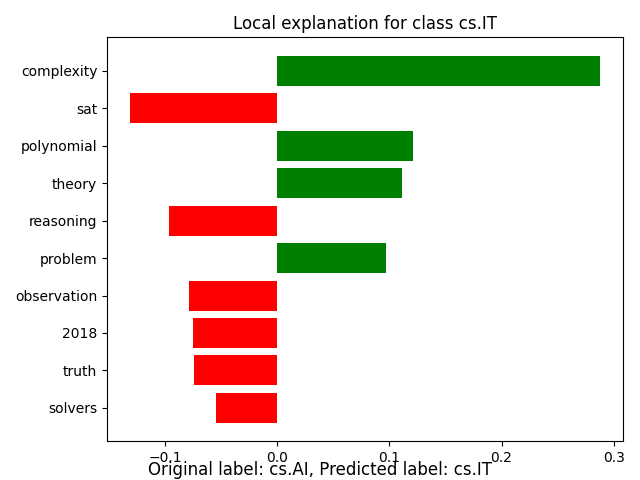 Local explanation for class cs.IT
complexity
sat
polynomial
theory
reasoning
problem
observation
2018
truth
solvers
−0.1 0.0 0.1 0.2 0.3
Original label: cs.AI, Predicted label: cs.IT